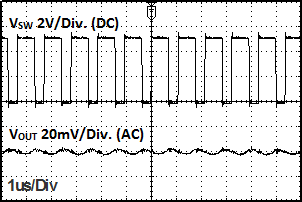 VSW 2V/Div. (DC)
VOUT 20mV/Div. (AC)
1us/Div